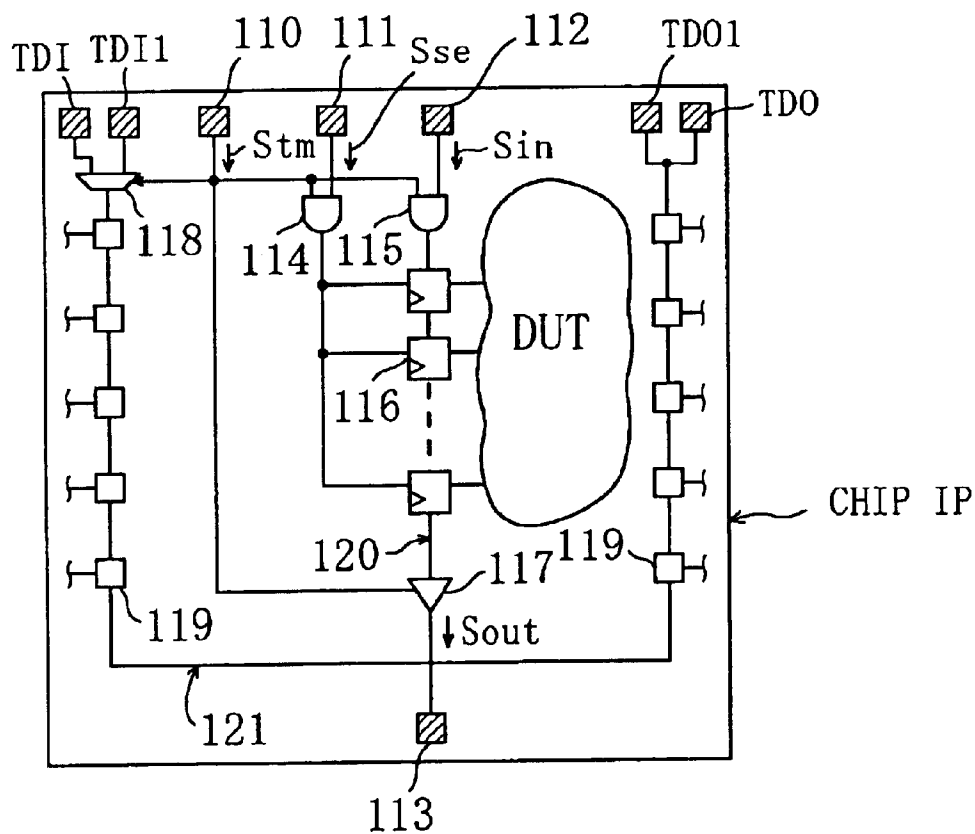 TDI
TDI1
110
111
Sse
112
TDO1
TDO
Stm
Sin
118
114
115
DUT
116
CHIP IP
120
117
119
119
Sout
121
113